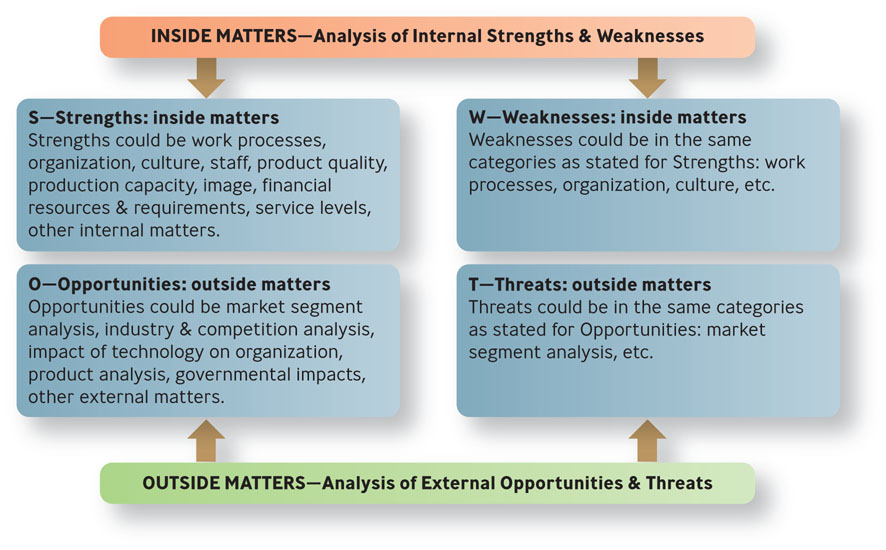 INSIDE MATTERS—Analysis of Internal Strengths & Weaknesses
S—Strengths: inside matters
Strengths could be work processes,
organization, culture, staff, product quality,
production capacity, image, financial
resources & requirements, service levels,
other internal matters.
W—Weaknesses: inside matters
Weaknesses could be in the same
categories as stated for Strengths: work
processes, organization, culture, etc.
O—Opportunities: outside matters
Opportunities could be market segment
analysis, industry & competition analysis,
impact of technology on organization,
product analysis, governmental impacts,
other external matters.
T—Threats: outside matters
Threats could be in the same categories
as stated for Opportunities: market
segment analysis, etc.
OUTSIDE MATTERS—Analysis of External Opportunities & Threats